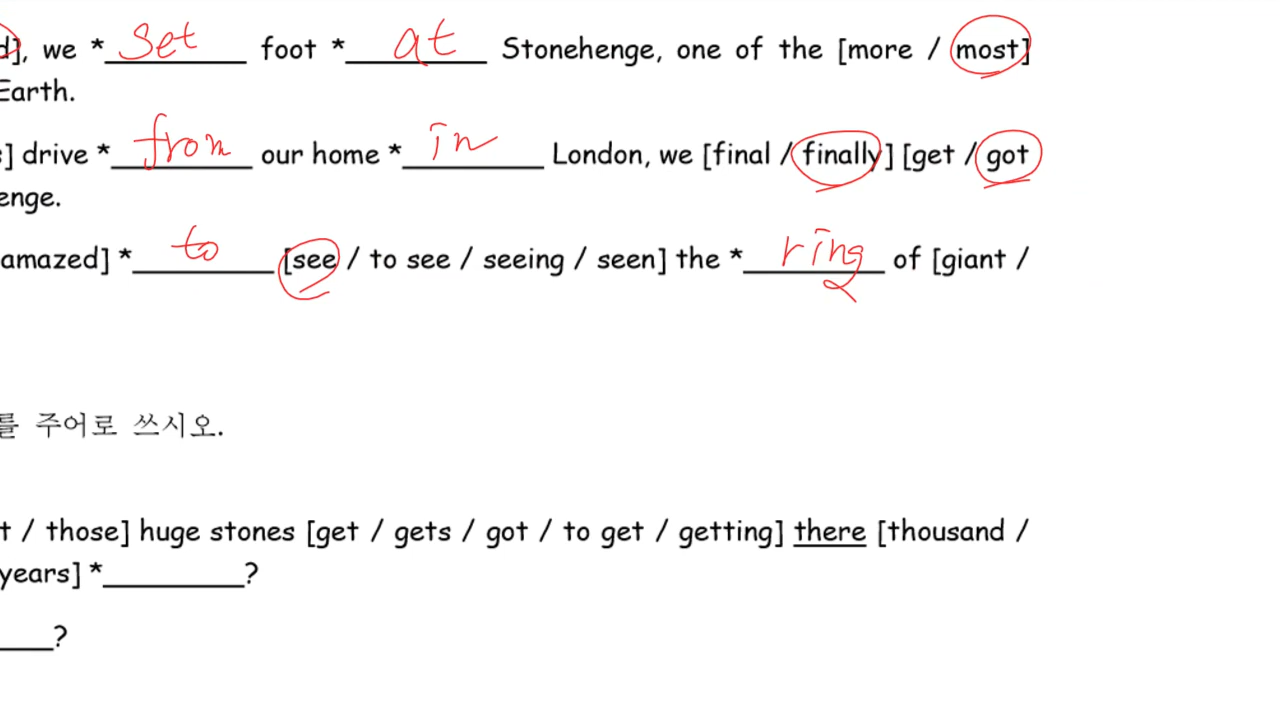 d], we * set foot * at Stonehenge, one of the [more / most]
Earth.
] drive * from our home * in London, we [final / finally] [get / got
enge.
amazed] * to [see / to see / seeing / seen] the * ring of [giant /
를 주어로 쓰시오.
t / those] huge stones [get / gets / got / to get / getting] there [thousand /
years] *__________?
____?